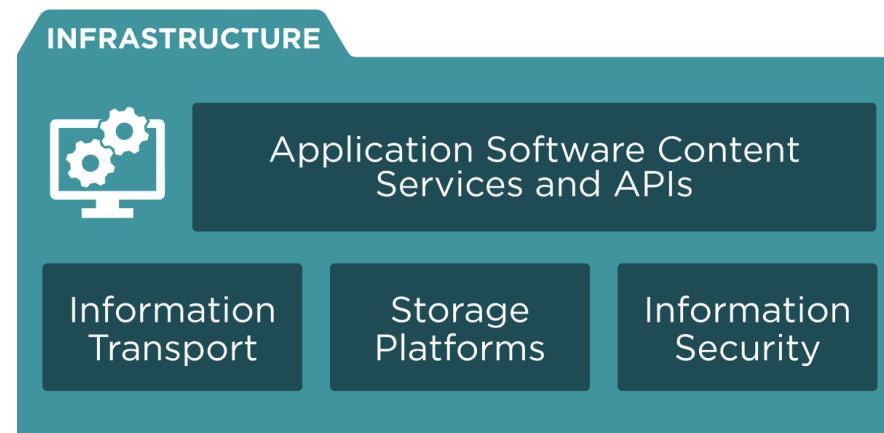 INFRASTRUCTURE
Application Software Content
Services and APIs
Information
Transport
Storage
Platforms
Information
Security